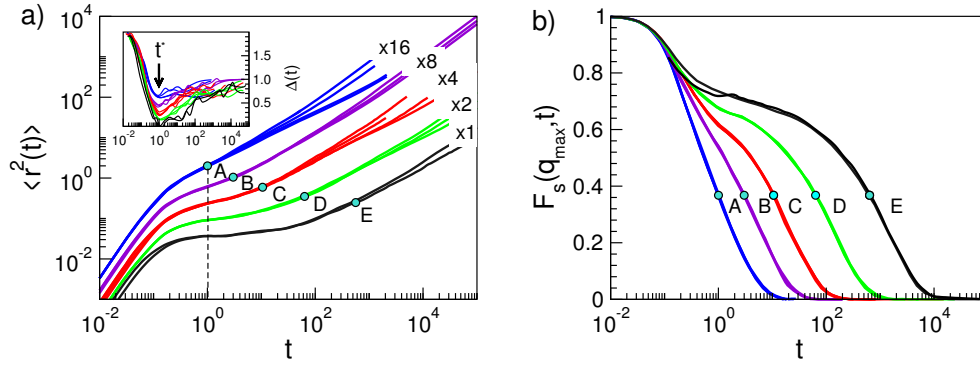 a)
10^4
10^2
10^0
10^-2
<r^2(t)>
t*
1.5
1.0
0.5
Δ(t)
10^-2 10^0 10^2 10^4
x16
x8
x4
x2
x1
A
B
C
D
E
10^-2 10^0 10^2 10^4
t
b)
1
0.8
0.6
0.4
0.2
0
F_s(q_max,t)
A B C D E
10^-2 10^0 10^2 10^4
t